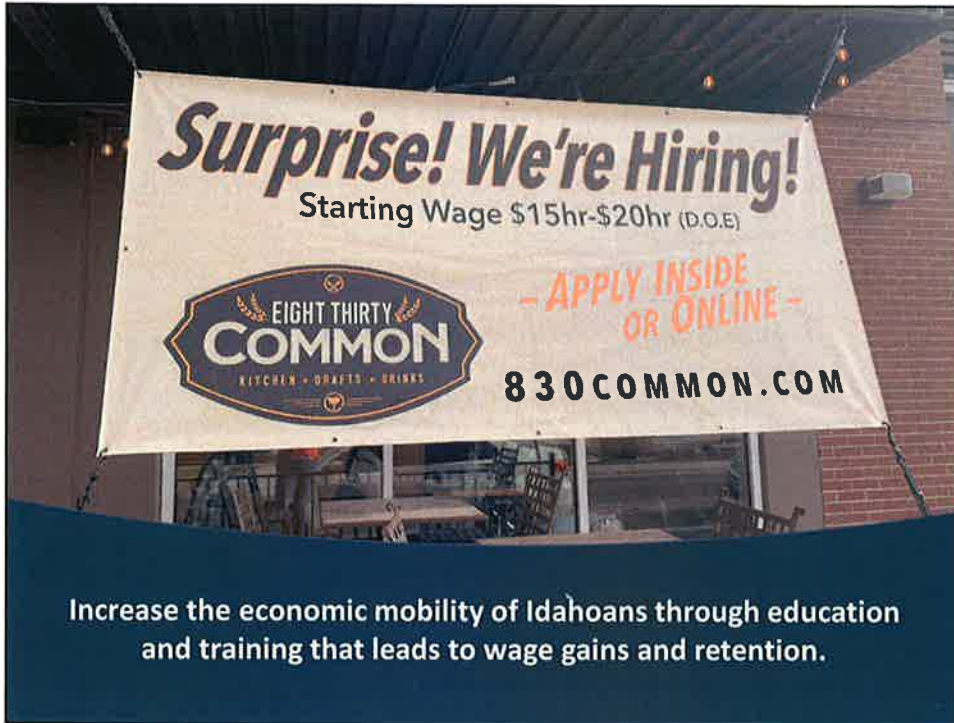 Surprise! We're Hiring!
Starting Wage $15hr-$20hr (D.O.E)
EIGHT THIRTY
COMMON
KITCHEN • DRAFTS • DRINKS
– APPLY INSIDE
OR ONLINE –
830COMMON.COM
Increase the economic mobility of Idahoans through education
and training that leads to wage gains and retention.